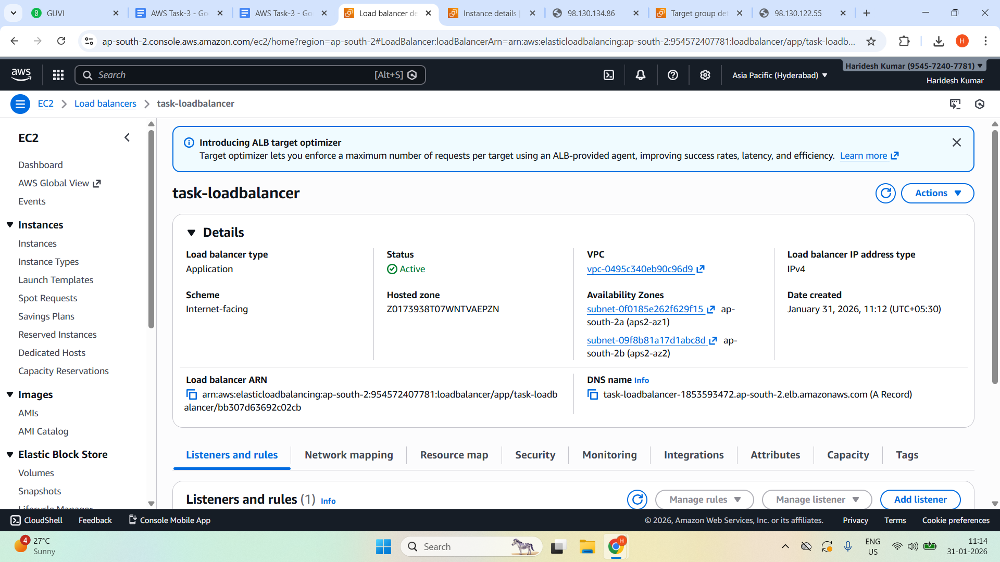 GUVI
AWS Task-3 - Go
AWS Task-3 - Go
Load balancer de
Instance details |
98.130.134.86
Target group det
98.130.122.55
ap-south-2.console.aws.amazon.com/ec2/home?region=ap-south-2#LoadBalancer:loadBalancerArn=arn:aws:elasticloadbalancing:ap-south-2:954572407781:loadbalancer/app/task-loadb...
H
aws
Search
[Alt+S]
Asia Pacific (Hyderabad)
Haridesh Kumar (9545-7240-7781)
Haridesh Kumar
EC2
Load balancers
task-loadbalancer
EC2
Dashboard
AWS Global View
Events
Instances
Instances
Instance Types
Launch Templates
Spot Requests
Savings Plans
Reserved Instances
Dedicated Hosts
Capacity Reservations
Images
AMIs
AMI Catalog
Elastic Block Store
Volumes
Snapshots
Lifecycle Manager
Introducing ALB target optimizer
Target optimizer lets you enforce a maximum number of requests per target using an ALB-provided agent, improving success rates, latency, and efficiency. Learn more
task-loadbalancer
Actions
Details
Load balancer type
Application
Status
Active
VPC
vpc-0495c340eb90c96d9
Load balancer IP address type
IPv4
Scheme
Internet-facing
Hosted zone
Z0173938T07WNTVAEPZN
Availability Zones
subnet-0f0185e262f629f15 ap-
south-2a (aps2-az1)
subnet-09f8b81a17d1abc8d ap-
south-2b (aps2-az2)
Date created
January 31, 2026, 11:12 (UTC+05:30)
Load balancer ARN
arn:aws:elasticloadbalancing:ap-south-2:954572407781:loadbalancer/app/task-loadb
alancer/bb307d63692c02cb
DNS name Info
task-loadbalancer-1853593472.ap-south-2.elb.amazonaws.com (A Record)
Listeners and rules
Network mapping
Resource map
Security
Monitoring
Integrations
Attributes
Capacity
Tags
Listeners and rules (1) Info
Manage rules
Manage listener
Add listener
CloudShell
Feedback
Console Mobile App
© 2026, Amazon Web Services, Inc. or its affiliates.
Privacy
Terms
Cookie preferences
4
27°C
Sunny
Search
H
ENG
US
11:14
31-01-2026